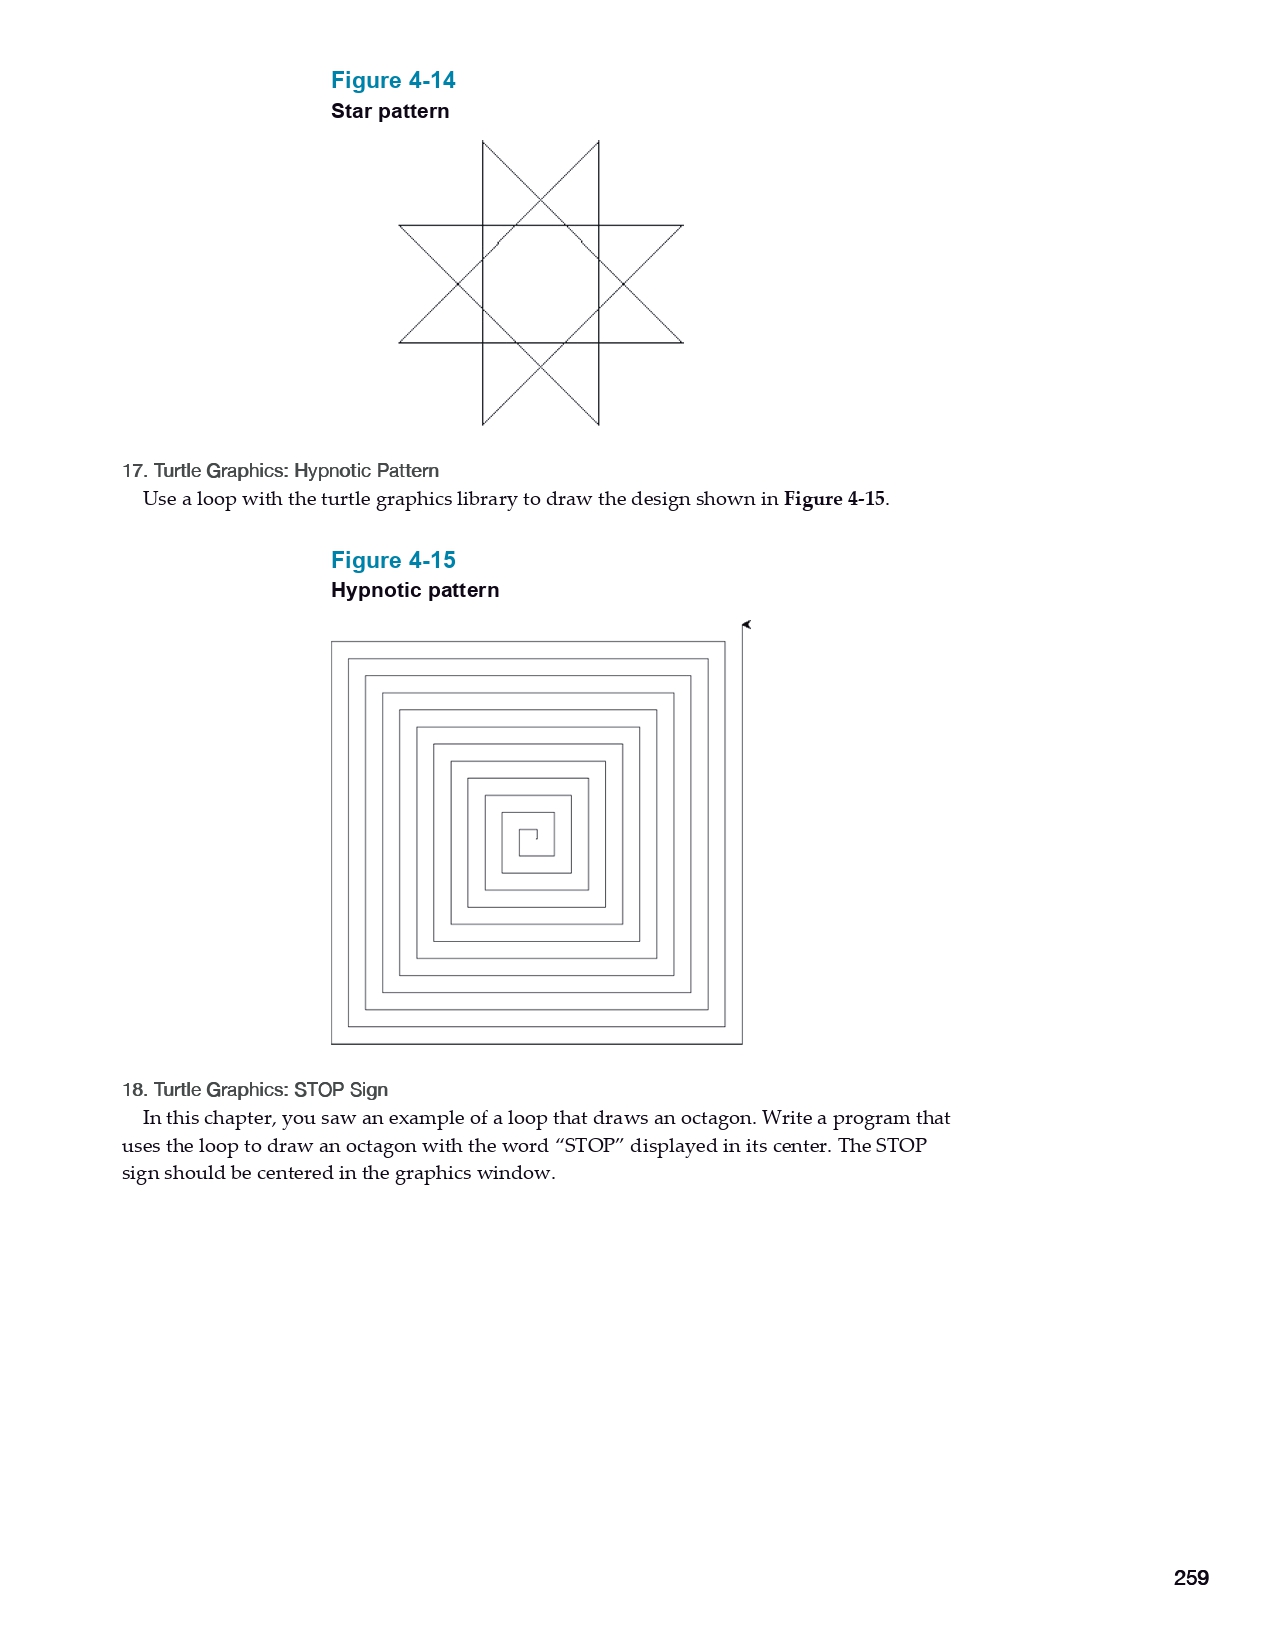 Figure 4-14
Star pattern
17. Turtle Graphics: Hypnotic Pattern
Use a loop with the turtle graphics library to draw the design shown in Figure 4-15.
Figure 4-15
Hypnotic pattern
18. Turtle Graphics: STOP Sign
In this chapter, you saw an example of a loop that draws an octagon. Write a program that
uses the loop to draw an octagon with the word “STOP” displayed in its center. The STOP
sign should be centered in the graphics window.
259